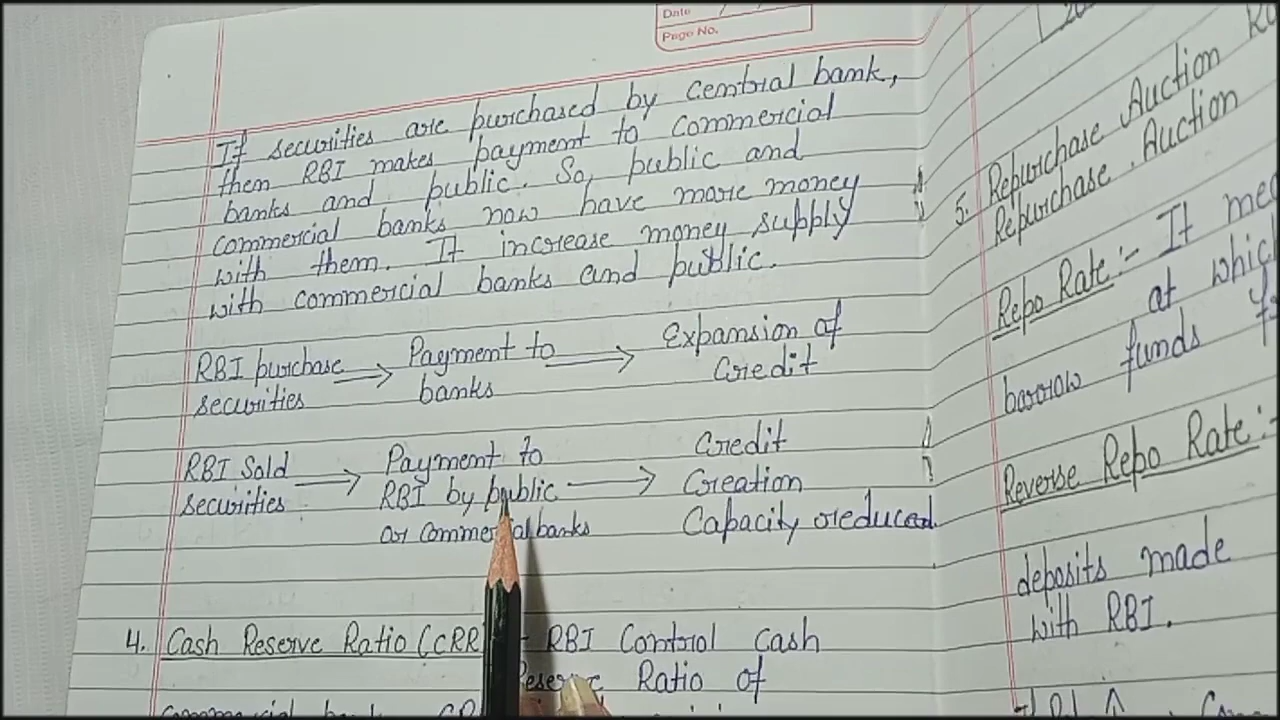 Date
Page No.
If securities are purchased by central bank,
then RBI makes payment to commercial
banks and public. So, public and
commercial banks now have more money
with them. It increase money supply
with commercial banks and public.
RBI purchase ⟹ Payment to ⟹ Expansion of
securities banks Credit
RBI Sold → Payment to → Credit
securities RBI by public Creation
or commercial banks Capacity reduced.
4. Cash Reserve Ratio (CRR) - RBI Control Cash
Reserve Ratio of
5. Repurchase Auction
Repurchase Auction
Repo Rate :- It
at which
borrow funds
Reverse Repo Rate :-
deposits made
with RBI.